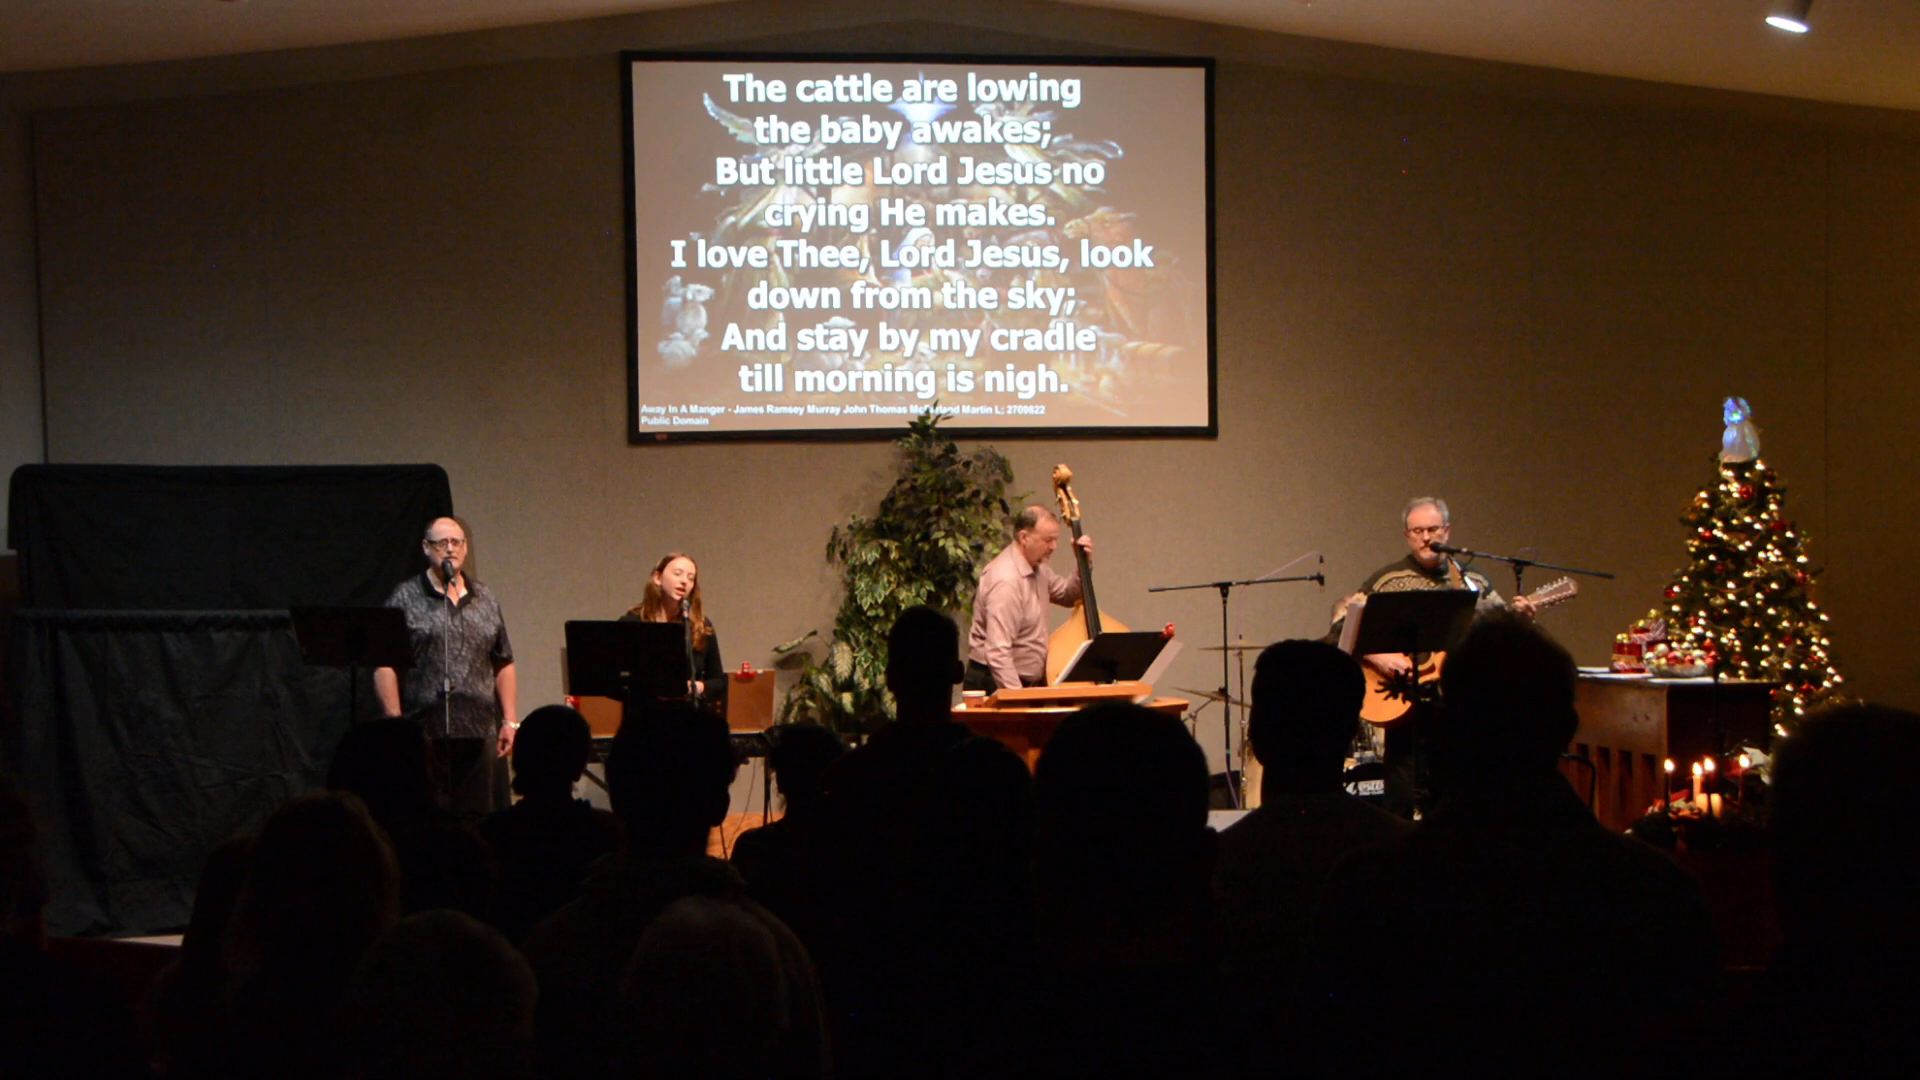 The cattle are lowing
the baby awakes;
But little Lord Jesus no
crying He makes.
I love Thee, Lord Jesus, look
down from the sky;
And stay by my cradle
till morning is nigh.
Away In A Manger - James Ramsey Murray John Thomas Martin L; 2709822
Public Domain